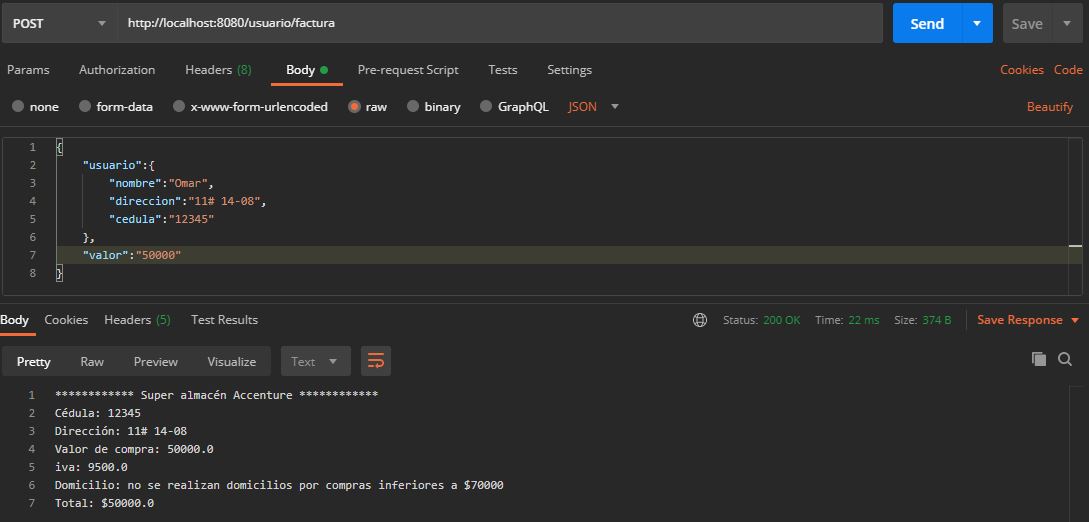 POST http://localhost:8080/usuario/factura Send Save
Params Authorization Headers (8) Body Pre-request Script Tests Settings Cookies Code
none form-data x-www-form-urlencoded raw binary GraphQL JSON Beautify
1 {
2 "usuario":{
3 "nombre":"Omar",
4 "direccion":"11# 14-08",
5 "cedula":"12345"
6 },
7 "valor":"50000"
8 }
Body Cookies Headers (5) Test Results Status: 200 OK Time: 22 ms Size: 374 B Save Response
Pretty Raw Preview Visualize Text
1 ************ Super almacén Accenture ************
2 Cédula: 12345
3 Dirección: 11# 14-08
4 Valor de compra: 50000.0
5 iva: 9500.0
6 Domicilio: no se realizan domicilios por compras inferiores a $70000
7 Total: $50000.0